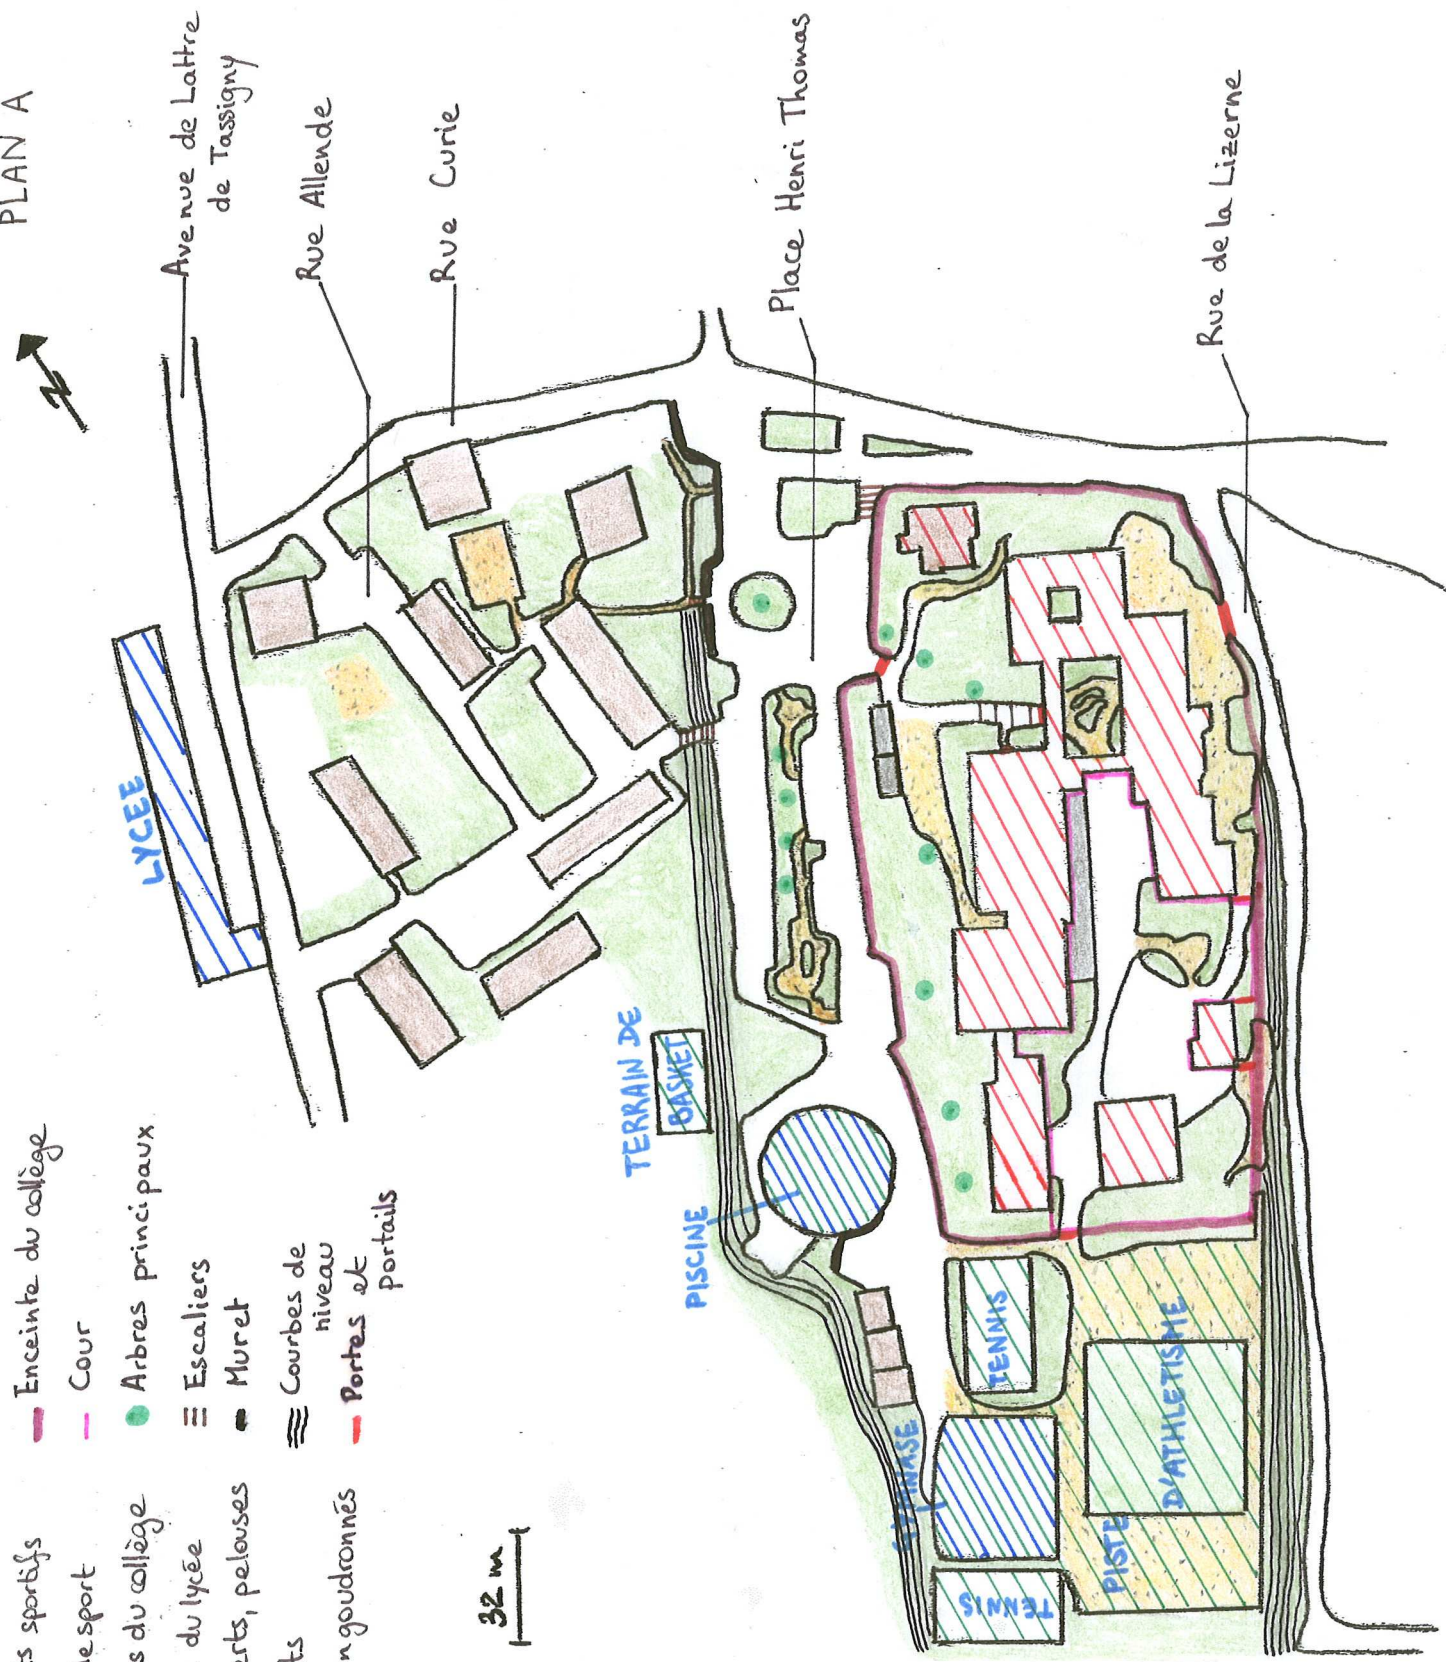 PLAN A
N
Avenue de Lattre
de Tassigny
Rue Allende
Rue Curie
Place Henri Thomas
Rue de la Lizerne
LYCEE
TERRAIN DE
BASKET
PISCINE
GYMNASE
TENNIS
TENNIS
PISTE
D'ATHLETISME
Enceinte du collège
Cour
Arbres principaux
Escaliers
Muret
Courbes de
niveau
Portes et
portails
sportifs
sport
du collège
du lycée
pelouses
goudronnés
32 m